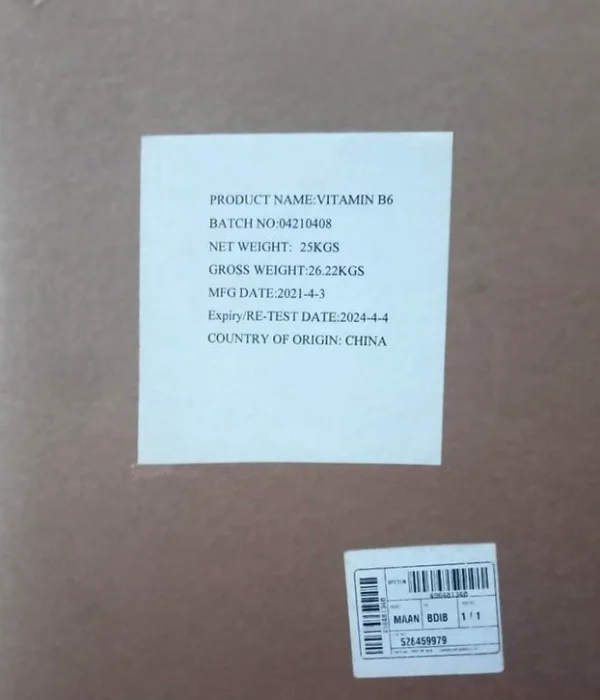 PRODUCT NAME:VITAMIN B6
BATCH NO:04210408
NET WEIGHT: 25KGS
GROSS WEIGHT:26.22KGS
MFG DATE:2021-4-3
Expiry/RE-TEST DATE:2024-4-4
COUNTRY OF ORIGIN: CHINA
MAAN BDIB 1/1
528459979